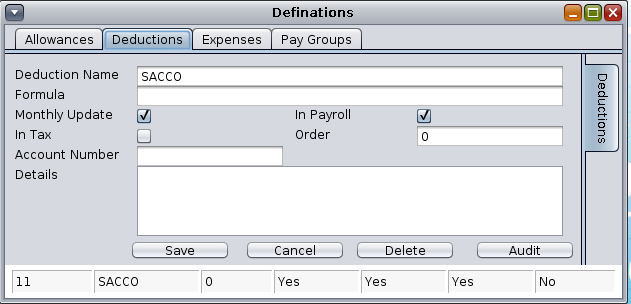 Definations
Allowances Deductions Expenses Pay Groups
Deduction Name SACCO
Formula
Monthly Update In Payroll
In Tax Order 0
Account Number
Details
Deductions
Save Cancel Delete Audit
11 SACCO 0 Yes Yes Yes No